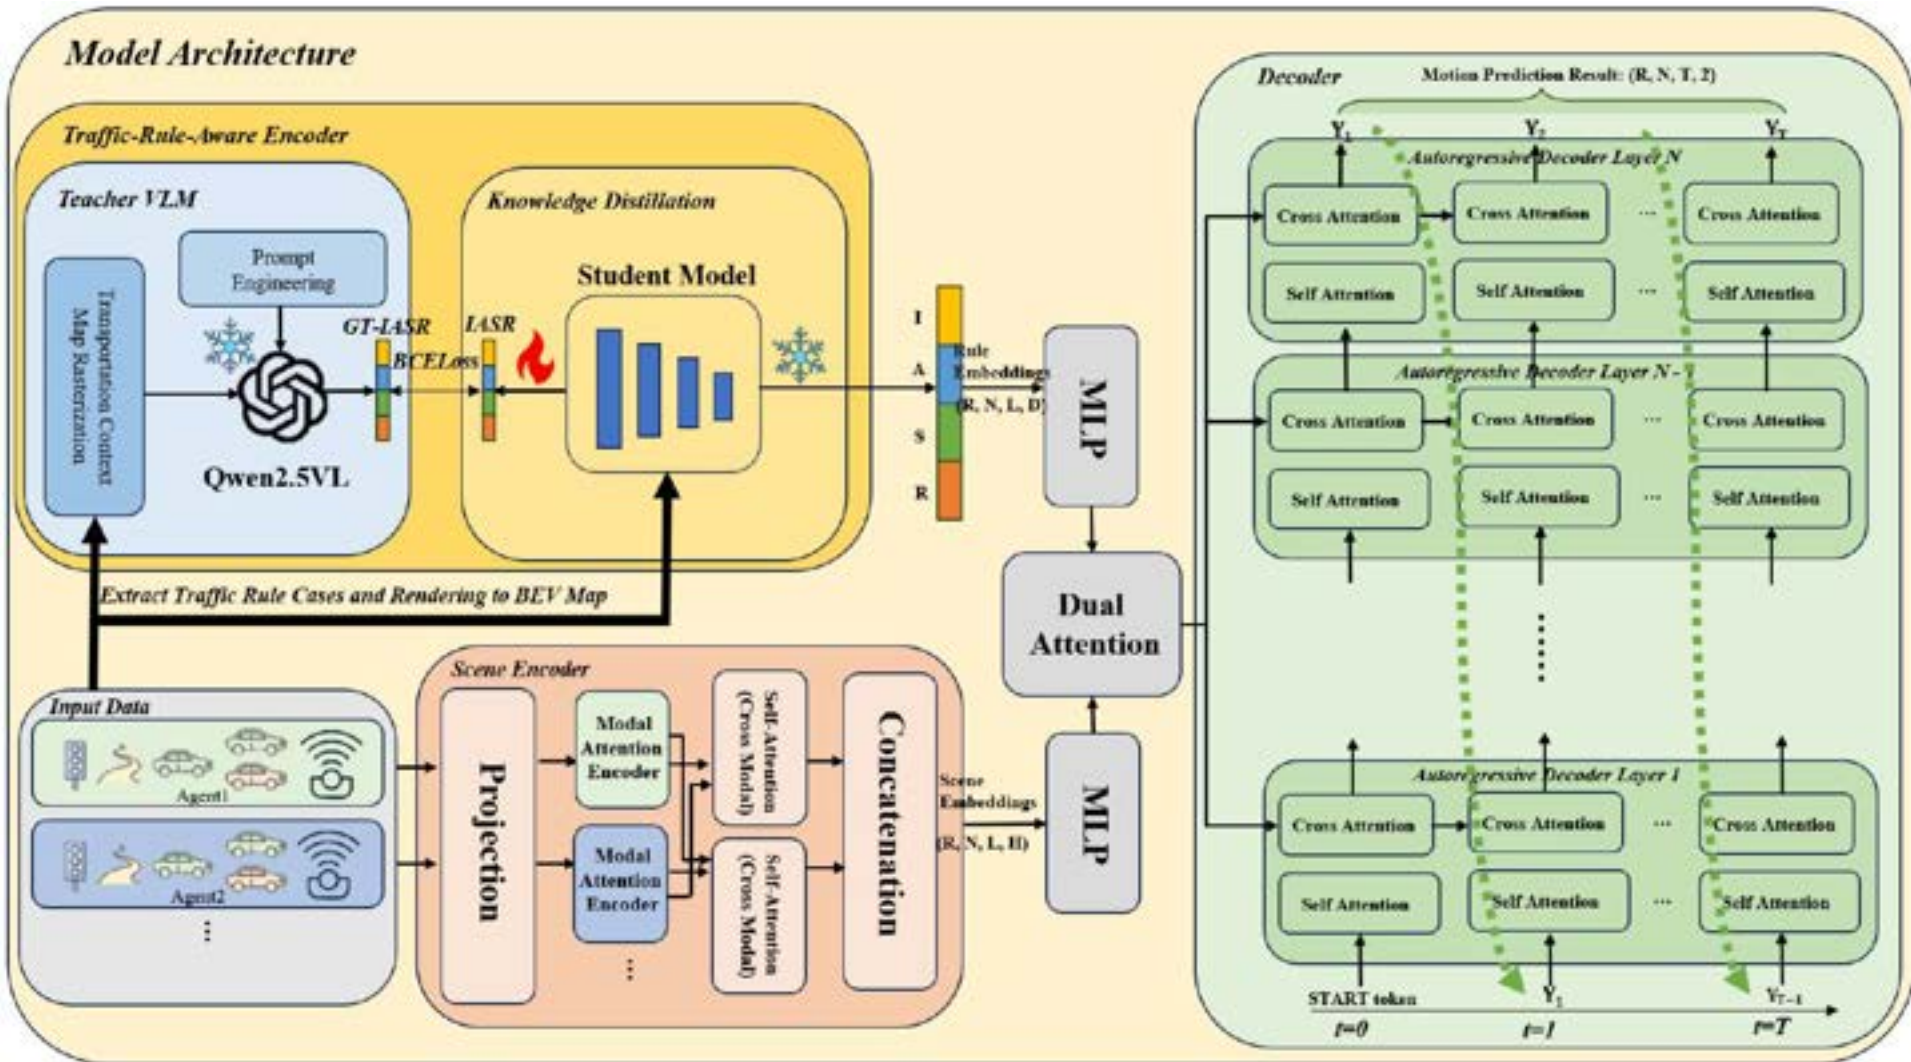 Model Architecture
Traffic-Rule-Aware Encoder
Teacher VLM
Transportation Context
Map Rasterization
Prompt
Engineering
Qwen2.5VL
GT-IASR
BCELoss
IASR
Knowledge Distillation
Student Model
I
A
S
R
Rule
Embeddings
(R, N, L, D)
MLP
Extract Traffic Rule Cases and Rendering to BEV Map
Dual
Attention
Input Data
Agent1
Agent2
...
Scene Encoder
Projection
Modal
Attention
Encoder
Modal
Attention
Encoder
...
Self-Attention
(Cross Modal)
Self-Attention
(Cross Modal)
Concatenation
Scene
Embeddings
(R, N, L, H)
MLP
Decoder
Motion Prediction Result: (R, N, T, 2)
Y₁ Y₂ Y_T
Autoregressive Decoder Layer N
Cross Attention Cross Attention ... Cross Attention
Self Attention Self Attention ... Self Attention
Autoregressive Decoder Layer N -
Cross Attention Cross Attention ... Cross Attention
Self Attention Self Attention ... Self Attention
......
Autoregressive Decoder Layer 1
Cross Attention Cross Attention ... Cross Attention
Self Attention Self Attention ... Self Attention
START token Y₁ Y_T-1
t=0 t=1 t=T